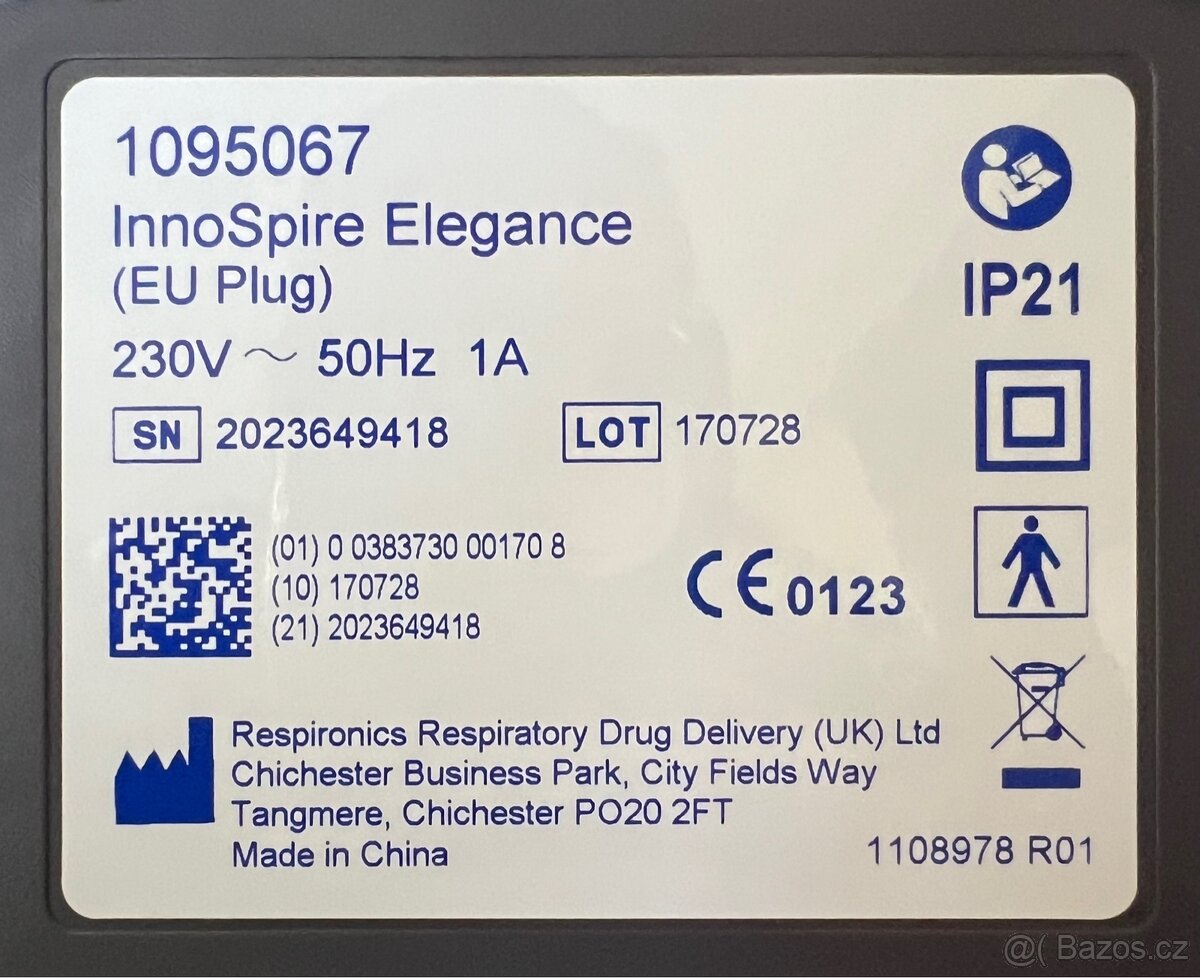 1095067
InnoSpire Elegance
(EU Plug)
230V ~ 50Hz 1A
SN 2023649418 LOT 170728
IP21
(01) 0 0383730 00170 8
(10) 170728
(21) 2023649418
CE 0123
Respironics Respiratory Drug Delivery (UK) Ltd
Chichester Business Park, City Fields Way
Tangmere, Chichester PO20 2FT
Made in China
1108978 R01
@( Bazos.cz